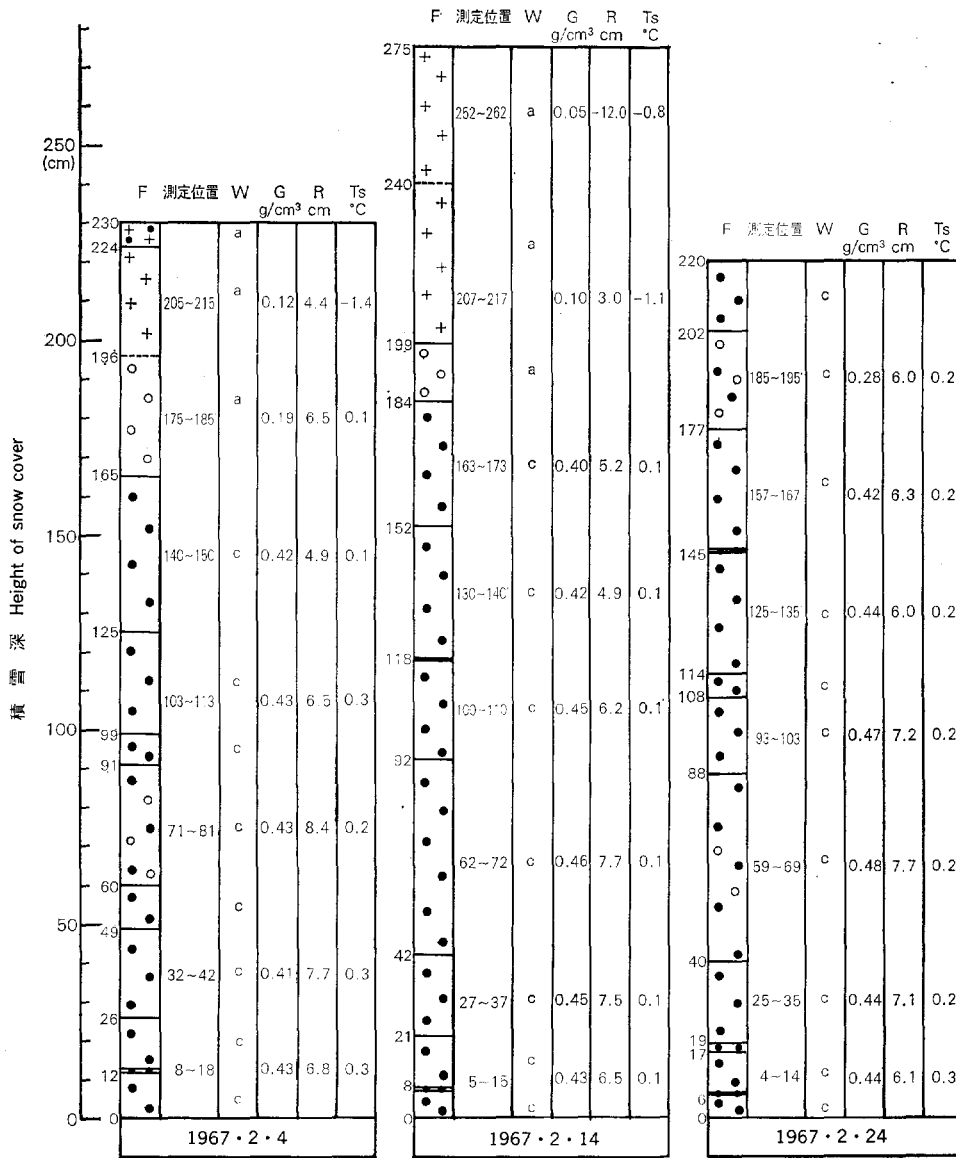 積雪深 Height of snow cover
250
(cm)
200
150
100
50
0
F 測定位置 W G R Ts
g/cm³ cm °C
230 a
224
205~215 a 0.12 4.4 -1.4
196
175~185 a 0.19 6.5 0.1
165
140~150 c 0.42 4.9 0.1
125
103~113 c 0.43 6.5 0.3
99
c
91
71~81 c 0.43 8.4 0.2
60
c
49
32~42 c 0.41 7.7 0.3
26
c
12 8~18 0.43 6.8 0.3
c
0
1967・2・4
F 測定位置 W G R Ts
g/cm³ cm °C
275
252~262 a 0.05 -12.0 -0.8
240
a
207~217 0.10 3.0 -1.1
199
a
184
163~173 c 0.40 5.2 0.1
152
130~140 c 0.42 4.9 0.1
118
100~110 c 0.45 6.2 0.1
92
62~72 c 0.46 7.7 0.1
42
27~37 c 0.45 7.5 0.1
21
c
8 5~15 0.43 6.5 0.1
c
0
1967・2・14
F 測定位置 W G R Ts
g/cm³ cm °C
220
c
202
185~195 c 0.28 6.0 0.2
177
157~167 c 0.42 6.3 0.2
145
125~135 c 0.44 6.0 0.2
114
c
108
93~103 c 0.47 7.2 0.2
88
59~69 c 0.48 7.7 0.2
40
25~35 c 0.44 7.1 0.2
19
17
4~14 c 0.44 6.1 0.3
6
c
0
1967・2・24